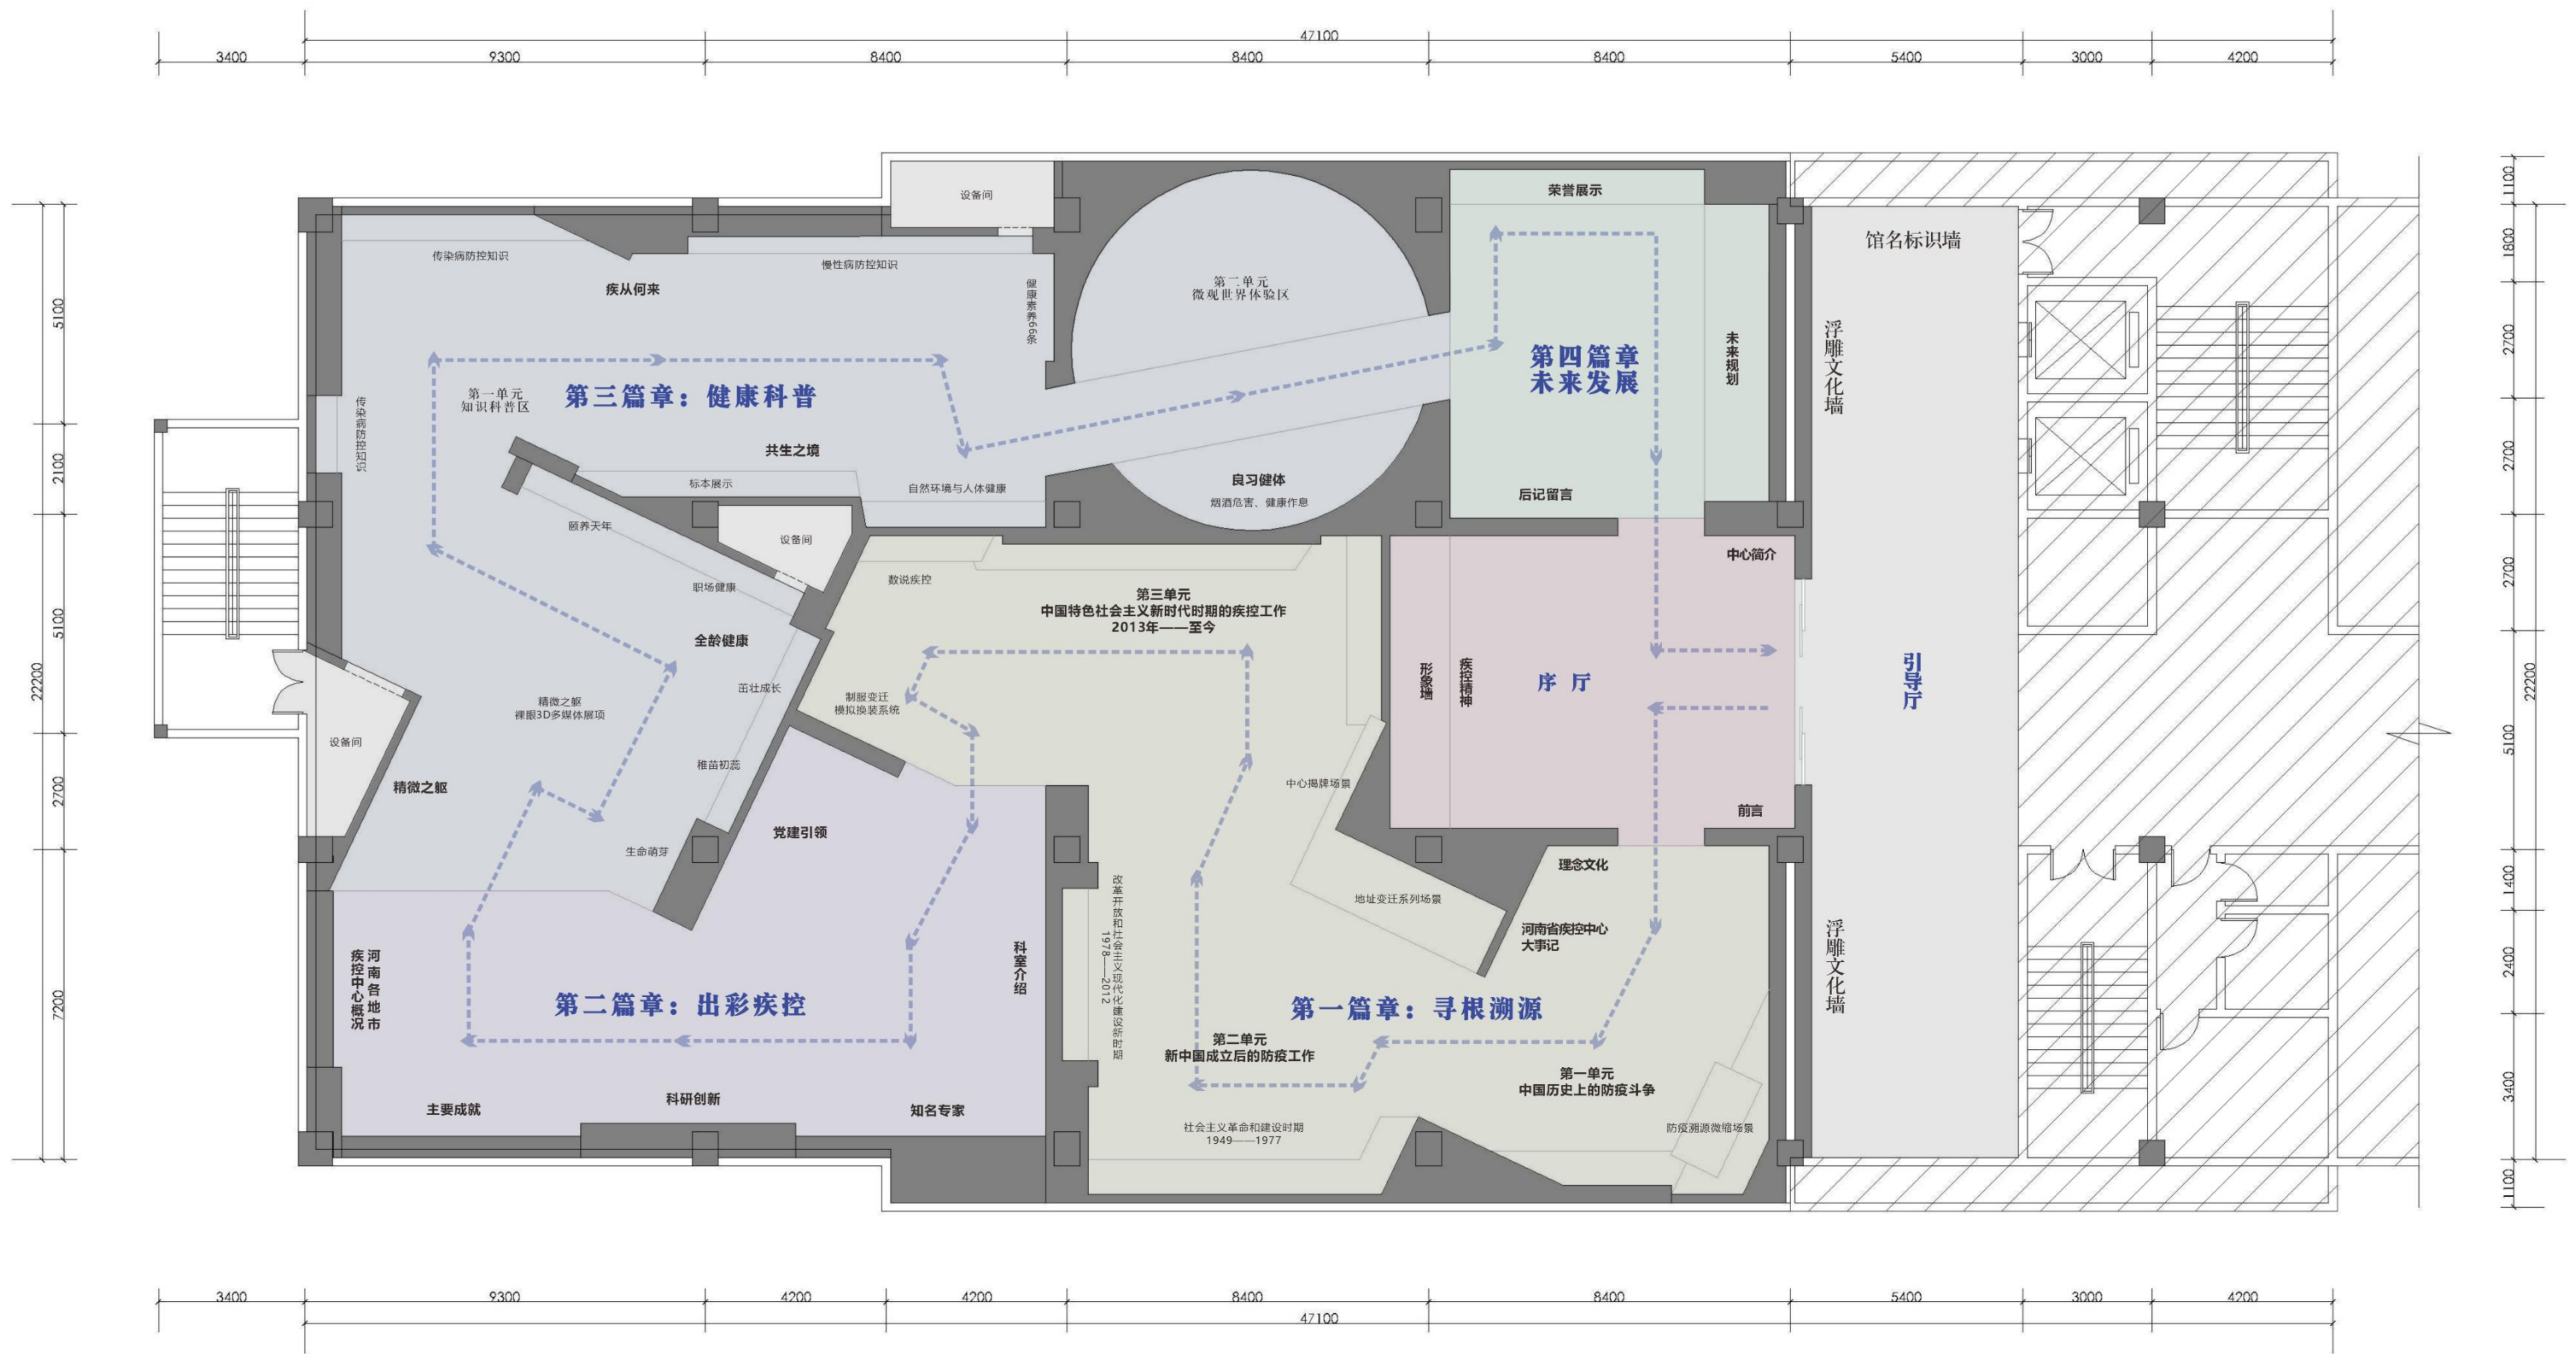 47100
3400
9300
8400
8400
8400
5400
3000
4200
1100
设备间
荣誉展示
馆名标识墙
1800
传染病防控知识
慢性病防控知识
疾从何来
健康素养66条
第二单元
微观世界体验区
5100
2700
未来规划
浮雕文化墙
第四篇章
未来发展
第一单元
知识科普区
第三篇章：健康科普
传染病防控知识
共生之境
2100
2700
标本展示
自然环境与人体健康
良习健体
烟酒危害、健康作息
后记留言
颐养天年
设备间
中心简介
数说疾控
职场健康
2700
第三单元
中国特色社会主义新时代时期的疾控工作
2013年——至今
5100
全龄健康
22200
形象墙
疾控精神
序厅
引导厅
22200
茁壮成长
制服变迁
模拟换装系统
精微之躯
裸眼3D多媒体展项
设备间
5100
稚苗初蕊
中心揭牌场景
精微之躯
2700
前言
党建引领
生命萌芽
理念文化
1400
地址变迁系列场景
改革开放和社会主义现代化建设新时期
1978——2012
河南省疾控中心
大事记
科室介绍
河南各地市
疾控中心概况
浮雕文化墙
2400
7200
第二篇章：出彩疾控
第一篇章：寻根溯源
第二单元
新中国成立后的防疫工作
第一单元
中国历史上的防疫斗争
3400
主要成就
科研创新
知名专家
社会主义革命和建设时期
1949——1977
防疫溯源微缩场景
1100
3400
9300
4200
4200
8400
8400
5400
3000
4200
47100